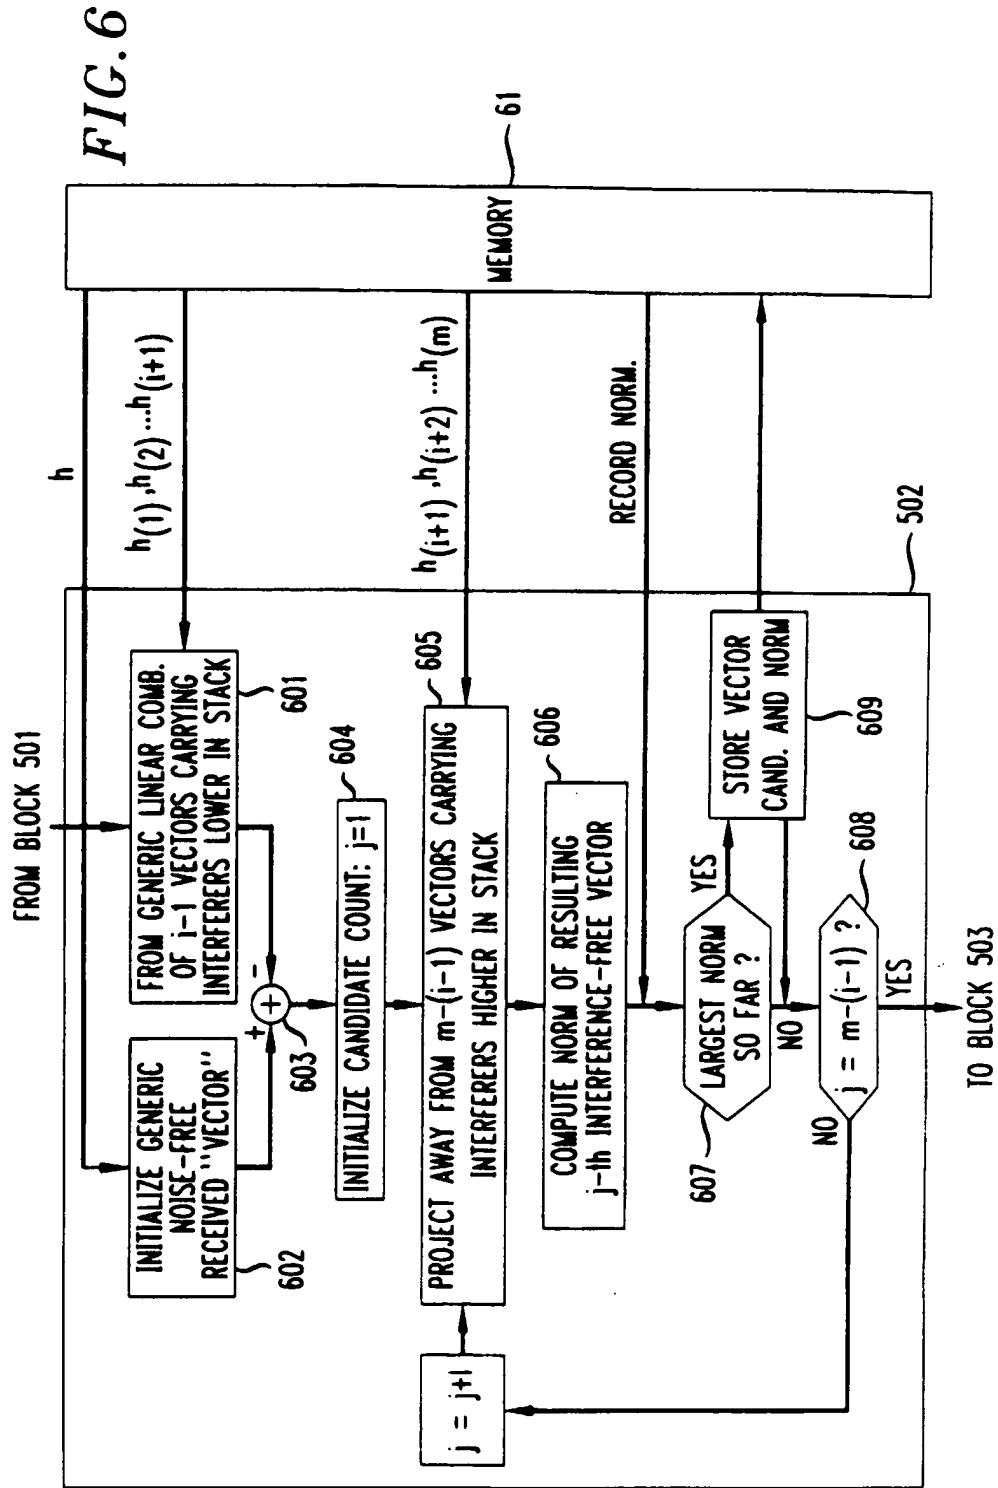 FIG. 6
FROM BLOCK 501
h
h(1), h(2) ...h(i+1)
h(i+1), h(i+2) ...h(m)
RECORD NORM.
MEMORY
61
502
INITIALIZE GENERIC
NOISE-FREE
RECEIVED "VECTOR"
602
FROM GENERIC LINEAR COMB.
OF i-1 VECTORS CARRYING
INTERFERERS LOWER IN STACK
601
+
-
+
603
INITIALIZE CANDIDATE COUNT: j=1
604
PROJECT AWAY FROM m-(i-1) VECTORS CARRYING
INTERFERERS HIGHER IN STACK
605
j = j+1
COMPUTE NORM OF RESULTING
j-th INTERFERENCE-FREE VECTOR
606
LARGEST NORM
SO FAR ?
607
YES
NO
STORE VECTOR
CAND. AND NORM
609
j = m-(i-1) ?
608
NO
YES
TO BLOCK 503